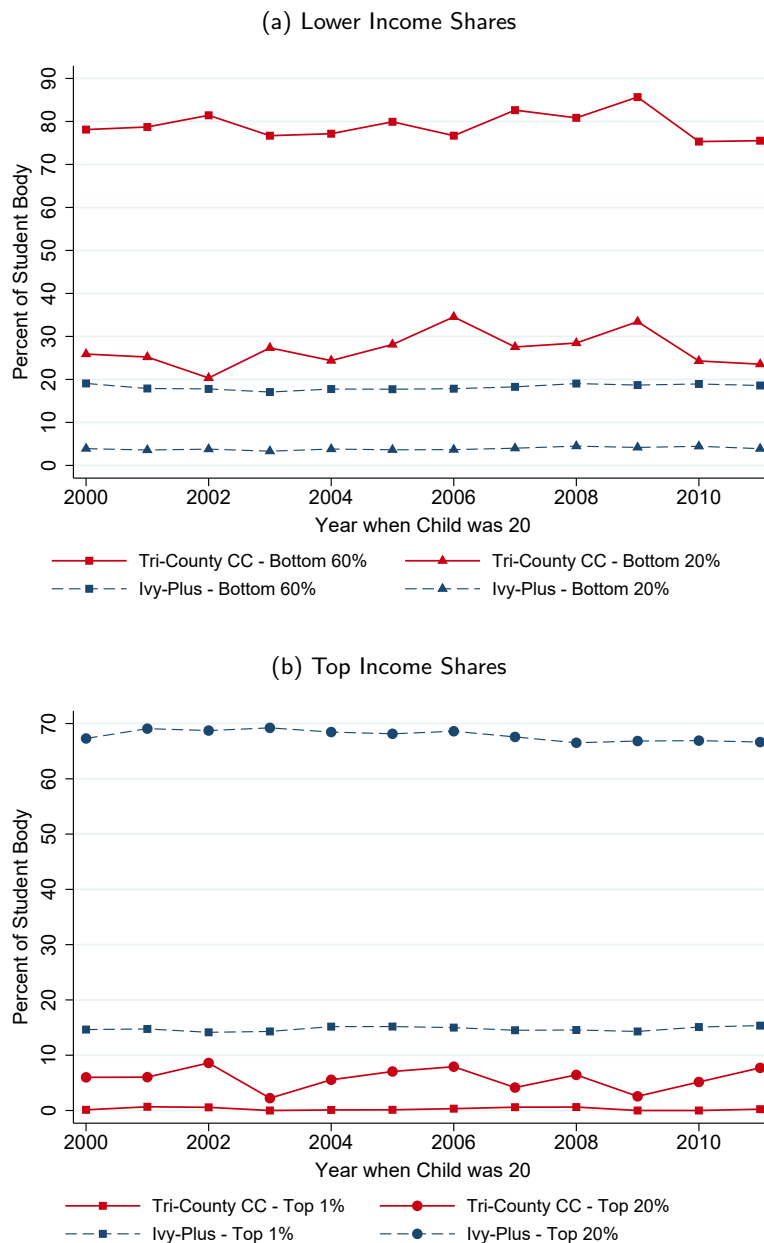 (a) Lower Income Shares
90
80
70
60
50
40
30
20
10
0
Percent of Student Body
2000 2002 2004 2006 2008 2010
Year when Child was 20
Tri-County CC - Bottom 60% Tri-County CC - Bottom 20%
Ivy-Plus - Bottom 60% Ivy-Plus - Bottom 20%
(b) Top Income Shares
70
60
50
40
30
20
10
0
Percent of Student Body
2000 2002 2004 2006 2008 2010
Year when Child was 20
Tri-County CC - Top 1% Tri-County CC - Top 20%
Ivy-Plus - Top 1% Ivy-Plus - Top 20%